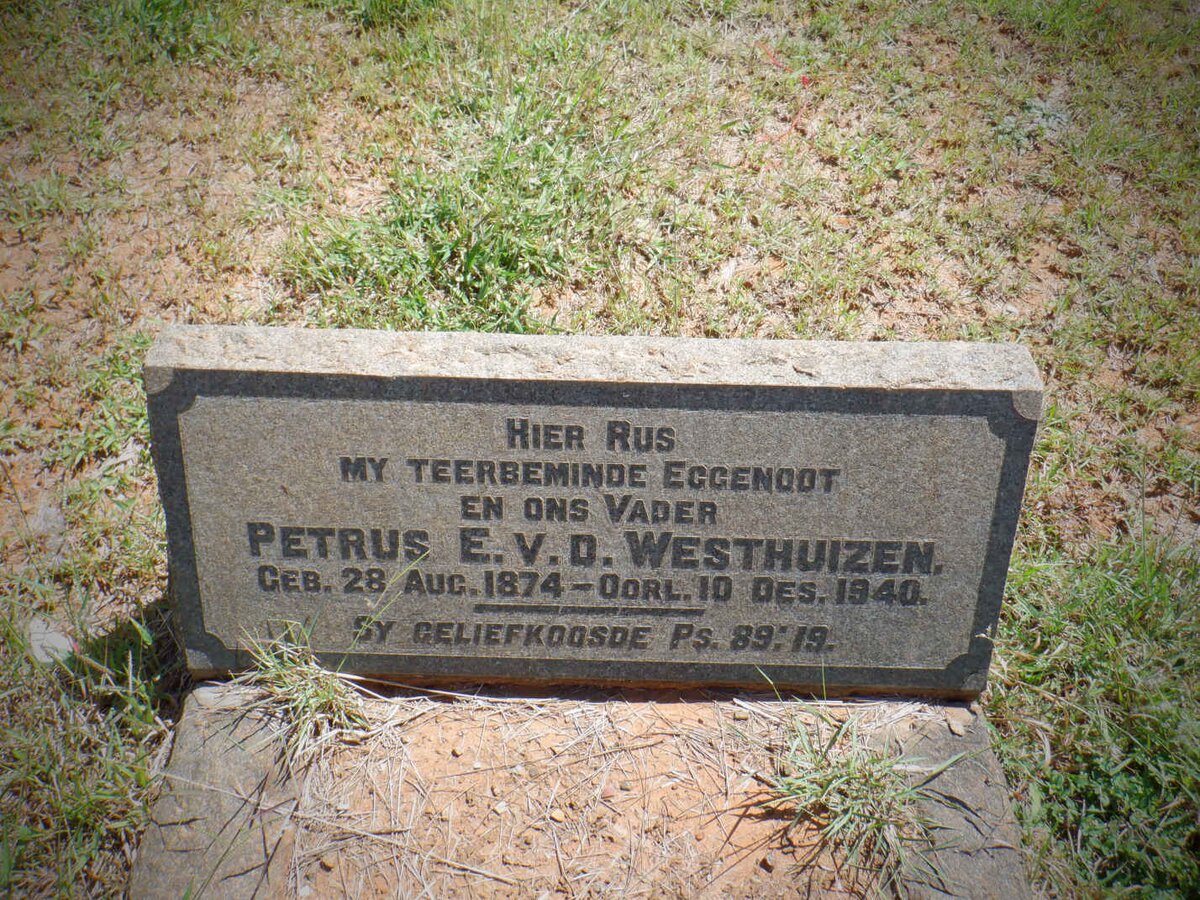 HIER RUS
MY TEERBEMINDE EGGENOOT
EN ONS VADER
PETRUS E. V. D. WESTHUIZEN.
GEB. 28 AUG. 1874 – OORL. 10 DES. 1940.
SY GELIEFKOOSDE PS. 89:19.